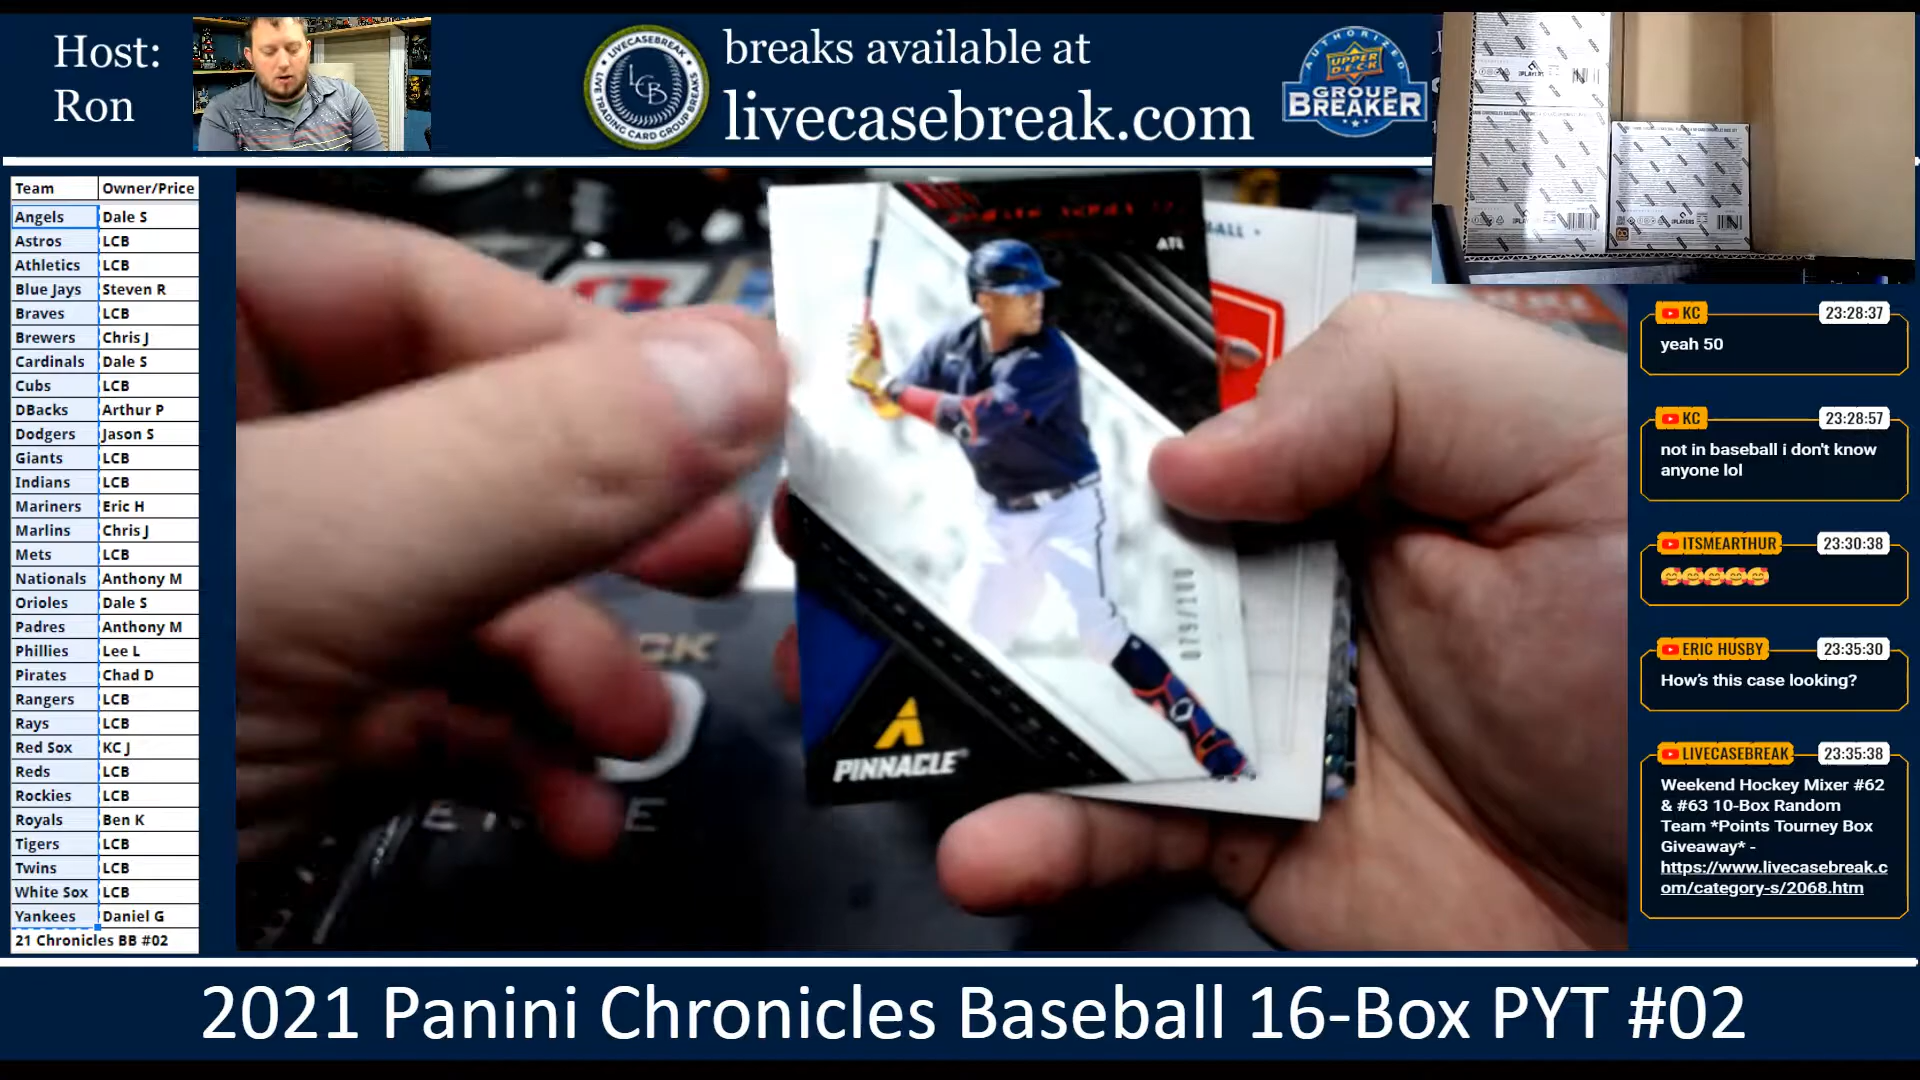 Host:
Ron
LIVECASEBREAK
LIVE TRADING CARD GROUP BREAKS
LCB
breaks available at
livecasebreak.com
AUTHORIZED
UPPER
DECK
GROUP
BREAKER
Team Owner/Price
Angels Dale S
Astros LCB
Athletics LCB
Blue Jays Steven R
Braves LCB
Brewers Chris J
Cardinals Dale S
Cubs LCB
DBacks Arthur P
Dodgers Jason S
Giants LCB
Indians LCB
Mariners Eric H
Marlins Chris J
Mets LCB
Nationals Anthony M
Orioles Dale S
Padres Anthony M
Phillies Lee L
Pirates Chad D
Rangers LCB
Rays LCB
Red Sox KC J
Reds LCB
Rockies LCB
Royals Ben K
Tigers LCB
Twins LCB
White Sox LCB
Yankees Daniel G
21 Chronicles BB #02
ATL
079/100
PINNACLE
KC 23:28:37
yeah 50
KC 23:28:57
not in baseball i don't know
anyone lol
ITSMEARTHUR 23:30:38
🥰🥰🥰🥰🥰
ERIC HUSBY 23:35:30
How's this case looking?
LIVECASEBREAK 23:35:38
Weekend Hockey Mixer #62
& #63 10-Box Random
Team *Points Tourney Box
Giveaway* -
https://www.livecasebreak.c
om/category-s/2068.htm
2021 Panini Chronicles Baseball 16-Box PYT #02